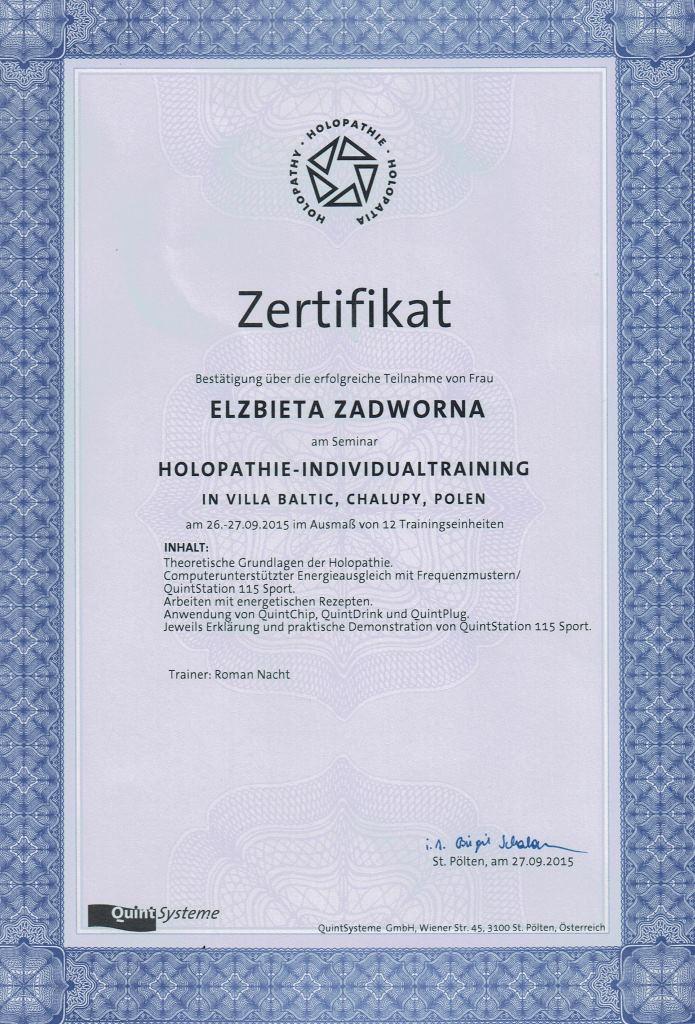 HOLOPATHY · HOLOPATHIE · HOLOPATIA
Zertifikat
Bestätigung über die erfolgreiche Teilnahme von Frau
ELZBIETA ZADWORNA
am Seminar
HOLOPATHIE-INDIVIDUALTRAINING
IN VILLA BALTIC, CHALUPY, POLEN
am 26.-27.09.2015 im Ausmaß von 12 Trainingseinheiten
INHALT:
Theoretische Grundlagen der Holopathie.
Computerunterstützter Energieausgleich mit Frequenzmustern/
QuintStation 115 Sport.
Arbeiten mit energetischen Rezepten.
Anwendung von QuintChip, QuintDrink und QuintPlug.
Jeweils Erklärung und praktische Demonstration von QuintStation 115 Sport.
Trainer: Roman Nacht
Birgit
St. Pölten, am 27.09.2015
QuintSysteme
QuintSysteme GmbH, Wiener Str. 45, 3100 St. Pölten, Österreich